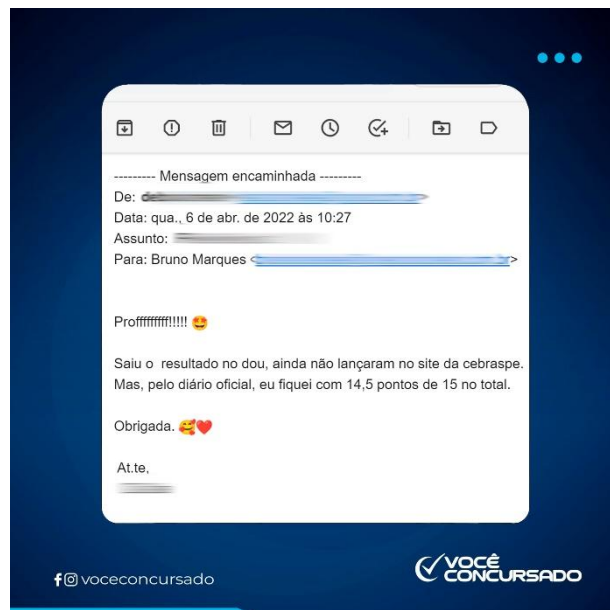 --------- Mensagem encaminhada ---------
De:
Data: qua., 6 de abr. de 2022 às 10:27
Assunto:
Para: Bruno Marques < >
Proffffffffff!!!!! 🤩
Saiu o resultado no dou, ainda não lançaram no site da cebraspe.
Mas, pelo diário oficial, eu fiquei com 14,5 pontos de 15 no total.
Obrigada. 🥰❤️
At.te,
voceconcursado
VOCÊ
CONCURSADO